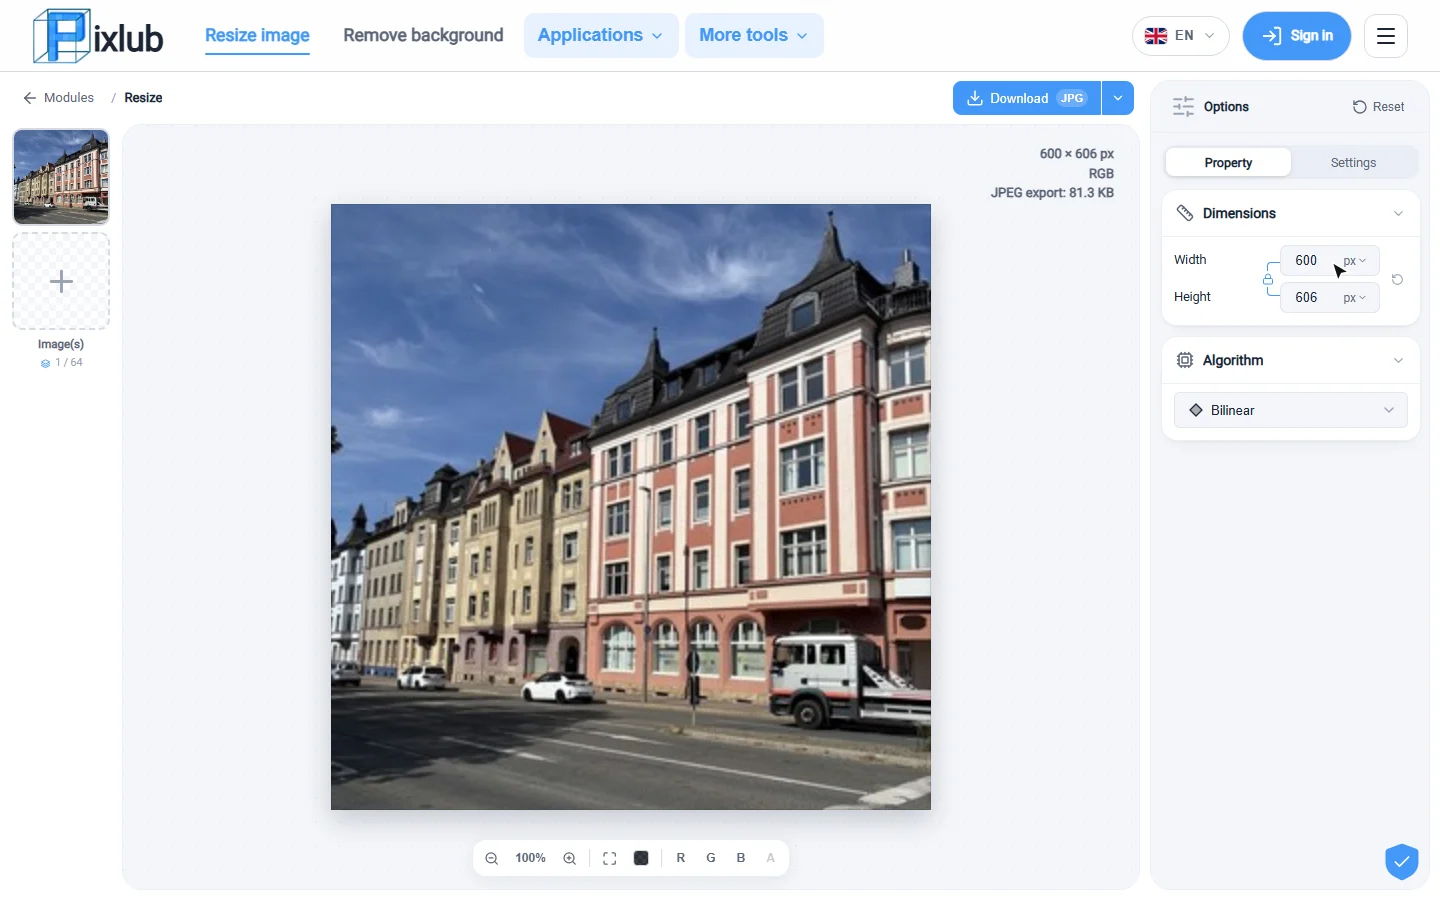 Pixlub
Resize image
Remove background
Applications
More tools
EN
Sign in
Modules / Resize
Download JPG
Options
Reset
600 × 606 px
RGB
JPEG export: 81.3 KB
Property
Settings
Dimensions
Width 600 px
Height 606 px
Image(s)
1 / 64
Algorithm
Bilinear
100%
R G B A